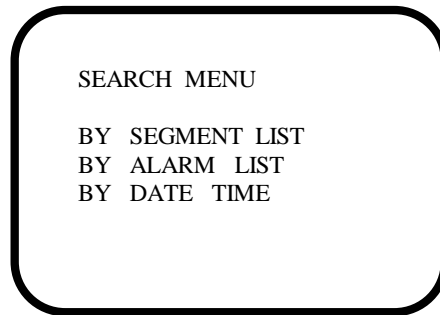 SEARCH MENU
BY SEGMENT LIST
BY ALARM LIST
BY DATE TIME